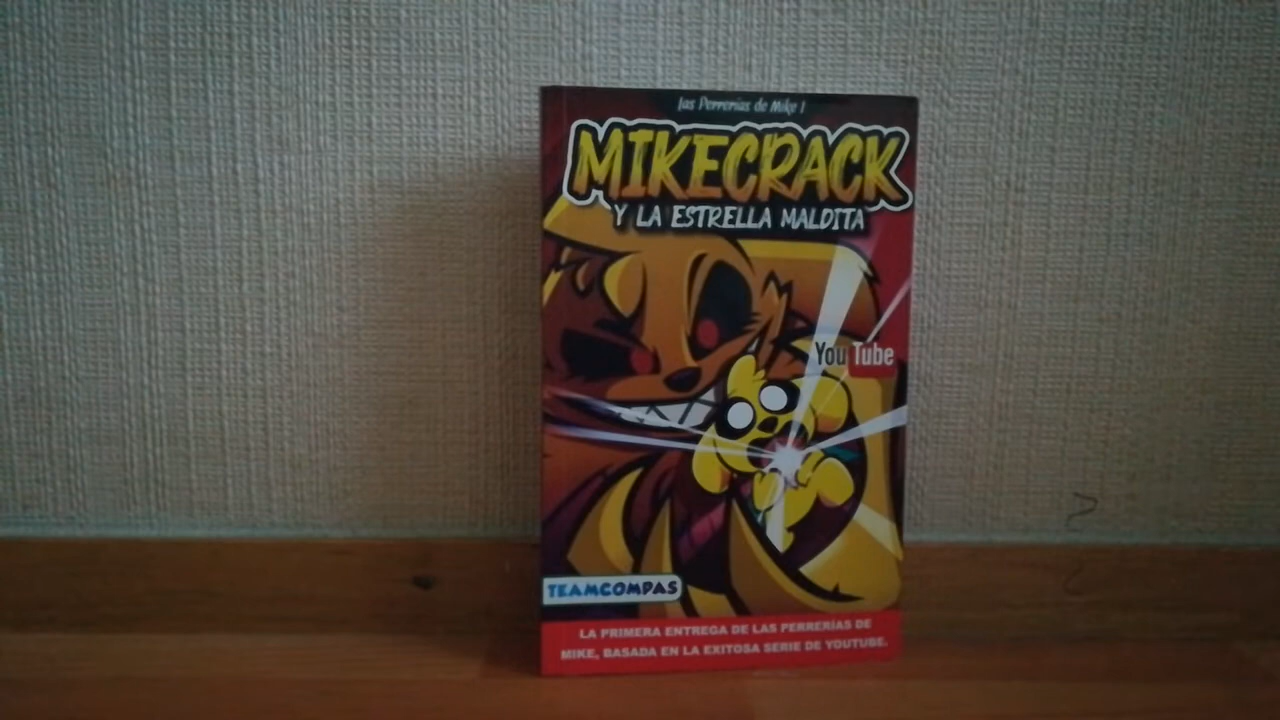 Las Perrerías de Mike 1
MIKECRACK
Y LA ESTRELLA MALDITA
YouTube
TEAMCOMPAS
LA PRIMERA ENTREGA DE LAS PERRERÍAS DE
MIKE, BASADA EN LA EXITOSA SERIE DE YOUTUBE.